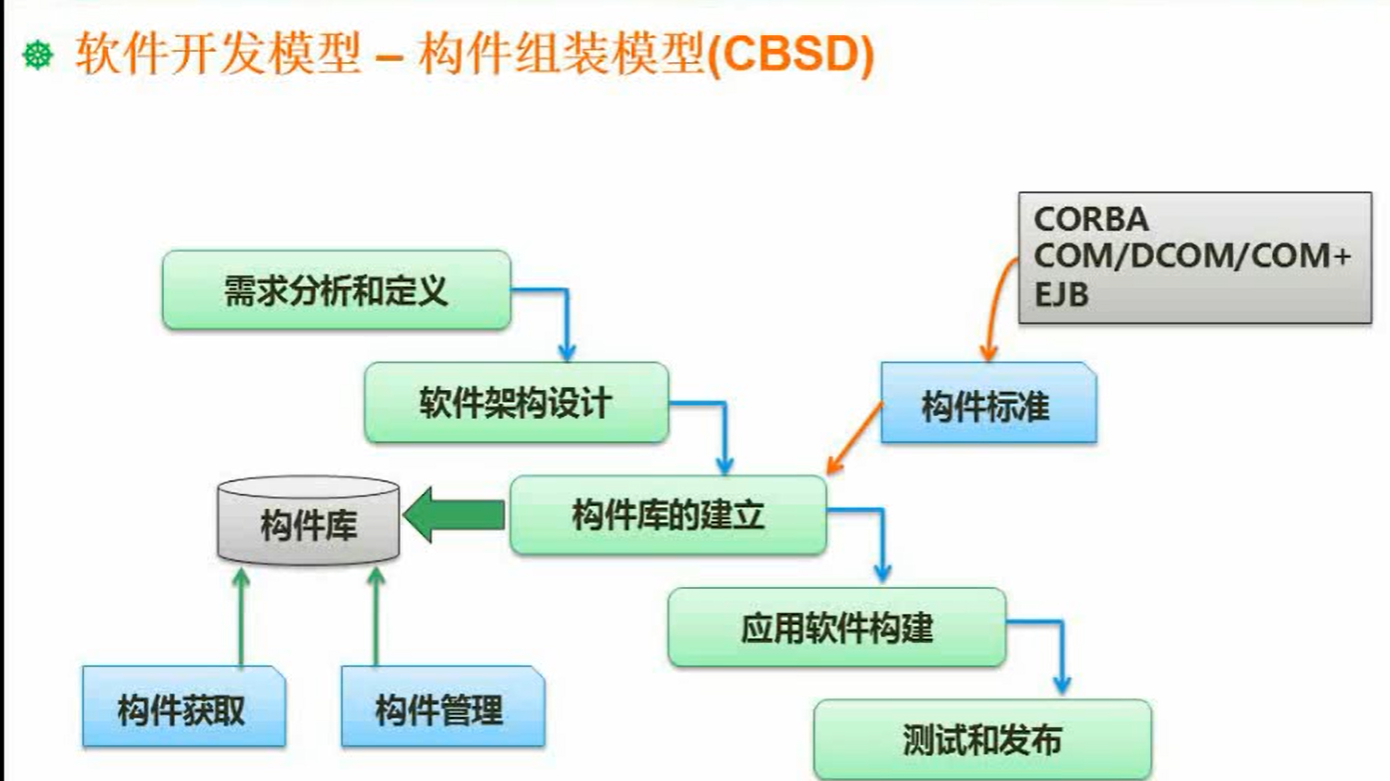 软件开发模型 – 构件组装模型(CBSD)
CORBA
COM/DCOM/COM+
EJB
需求分析和定义
软件架构设计
构件标准
构件库
构件库的建立
应用软件构建
构件获取
构件管理
测试和发布